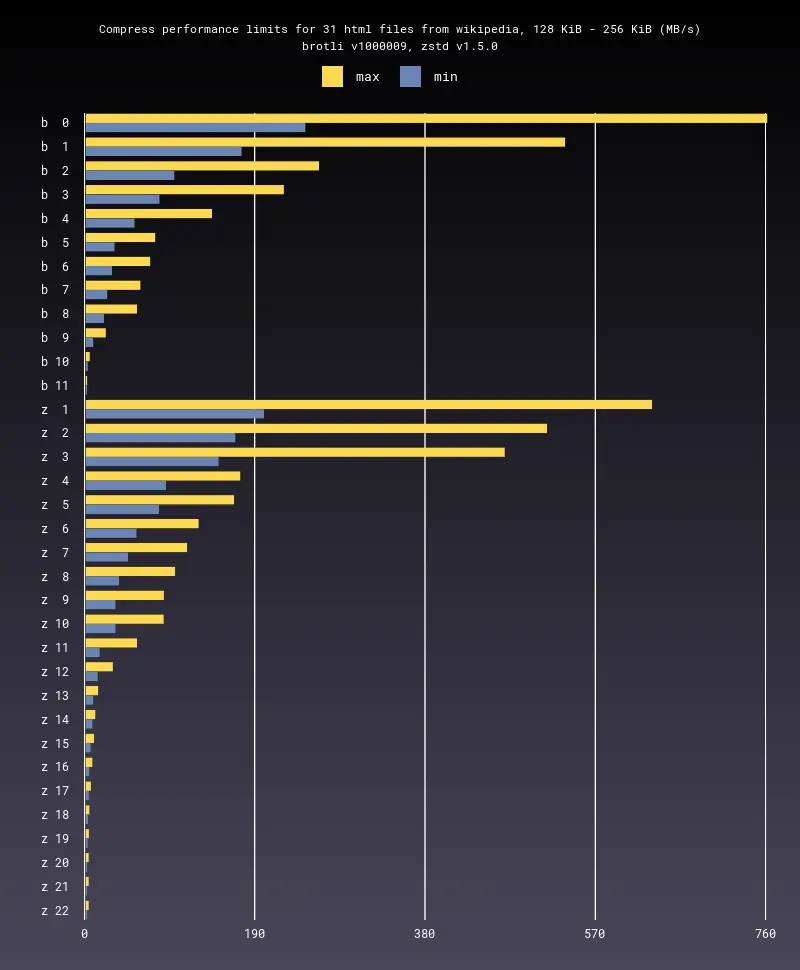 Compress performance limits for 31 html files from wikipedia, 128 KiB - 256 KiB (MB/s)
brotli v1000009, zstd v1.5.0
max min
b 0
b 1
b 2
b 3
b 4
b 5
b 6
b 7
b 8
b 9
b 10
b 11
z 1
z 2
z 3
z 4
z 5
z 6
z 7
z 8
z 9
z 10
z 11
z 12
z 13
z 14
z 15
z 16
z 17
z 18
z 19
z 20
z 21
z 22
0 190 380 570 760